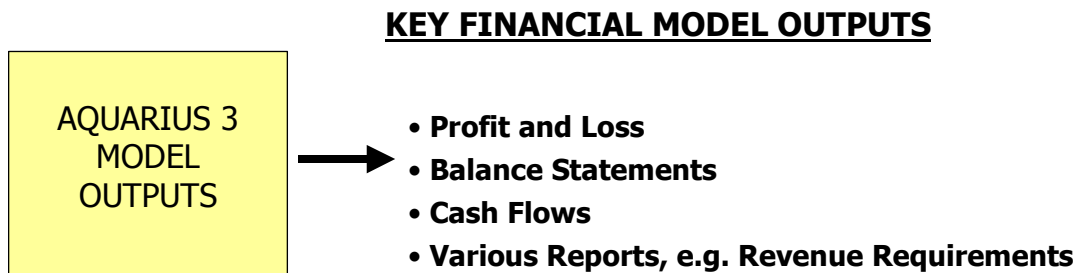 KEY FINANCIAL MODEL OUTPUTS
AQUARIUS 3
MODEL
OUTPUTS
• Profit and Loss
• Balance Statements
• Cash Flows
• Various Reports, e.g. Revenue Requirements